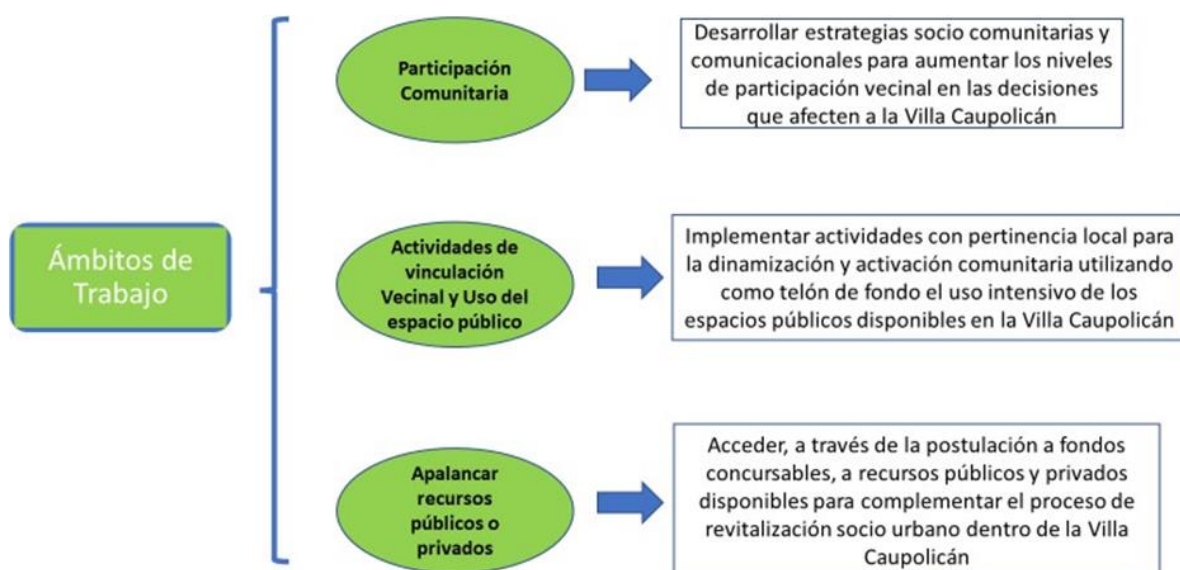 Ámbitos de
Trabajo
Participación
Comunitaria
Desarrollar estrategias socio comunitarias y
comunicacionales para aumentar los niveles
de participación vecinal en las decisiones
que afecten a la Villa Caupolicán
Actividades de
vinculación
Vecinal y Uso del
espacio público
Implementar actividades con pertinencia local para
la dinamización y activación comunitaria utilizando
como telón de fondo el uso intensivo de los
espacios públicos disponibles en la Villa Caupolicán
Apalancar
recursos
públicos o
privados
Acceder, a través de la postulación a fondos
concursables, a recursos públicos y privados
disponibles para complementar el proceso de
revitalización socio urbano dentro de la Villa
Caupolicán